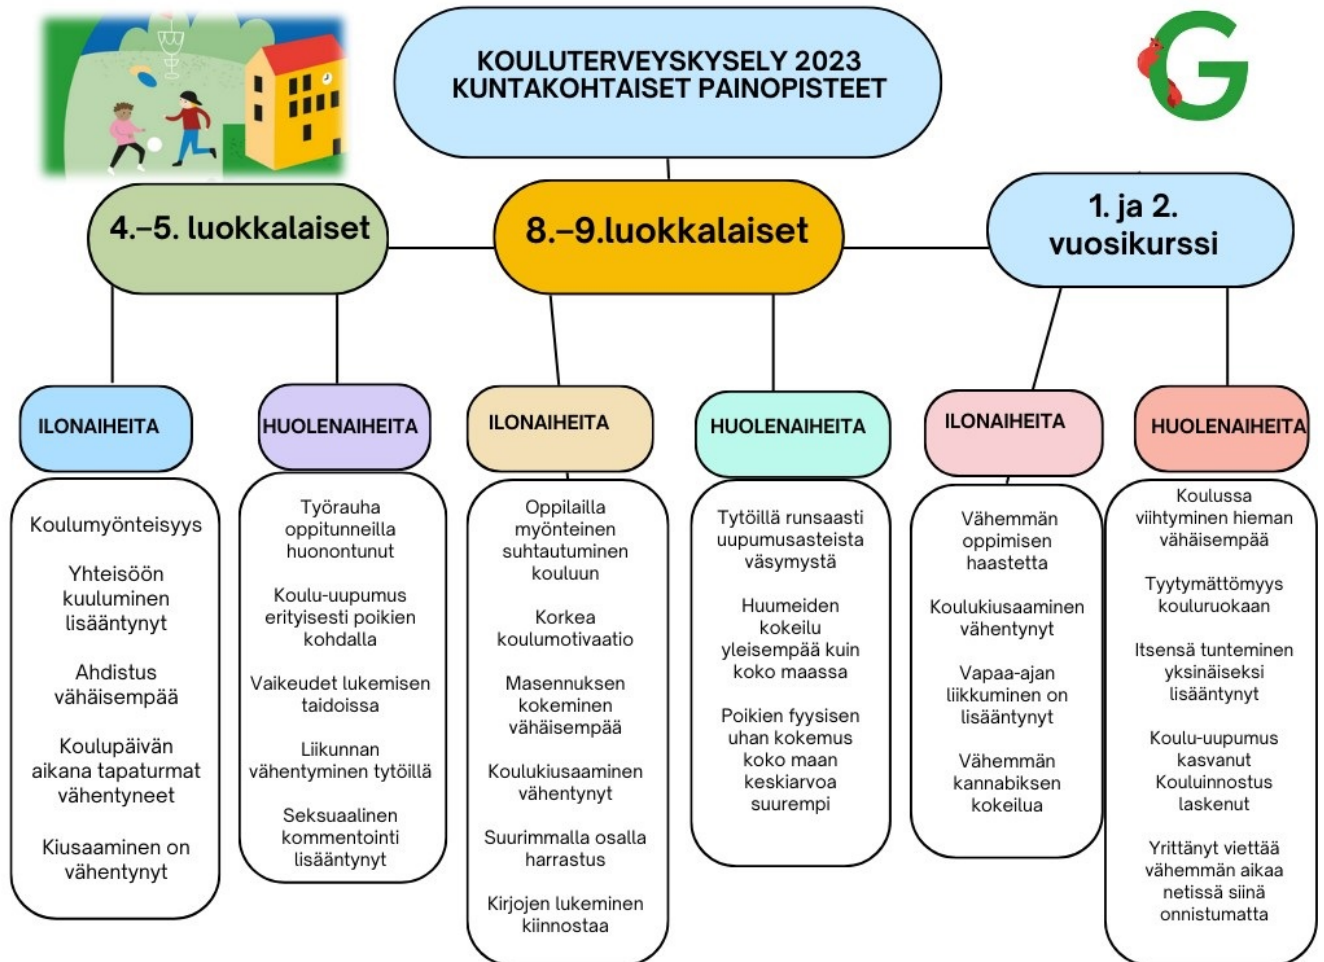 KOULUTERVEYSKYSELY 2023
KUNTAKOHTAISET PAINOPISTEET
G
4.–5. luokkalaiset
8.–9.luokkalaiset
1. ja 2.
vuosikurssi
ILONAIHEITA
Koulumyönteisyys
Yhteisöön
kuuluminen
lisääntynyt
Ahdistus
vähäisempää
Koulupäivän
aikana tapaturmat
vähentyneet
Kiusaaminen on
vähentynyt
HUOLENAIHEITA
Työrauha
oppitunneilla
huonontunut
Koulu-uupumus
erityisesti poikien
kohdalla
Vaikeudet lukemisen
taidoissa
Liikunnan
vähentyminen tytöillä
Seksuaalinen
kommentointi
lisääntynyt
ILONAIHEITA
Oppilailla
myönteinen
suhtautuminen
kouluun
Korkea
koulumotivaatio
Masennuksen
kokeminen
vähäisempää
Koulukiusaaminen
vähentynyt
Suurimmalla osalla
harrastus
Kirjojen lukeminen
kiinnostaa
HUOLENAIHEITA
Tytöillä runsaasti
uupumusasteista
väsymystä
Huumeiden
kokeilu
yleisempää kuin
koko maassa
Poikien fyysisen
uhan kokemus
koko maan
keskiarvoa
suurempi
ILONAIHEITA
Vähemmän
oppimisen
haastetta
Koulukiusaaminen
vähentynyt
Vapaa-ajan
liikkuminen on
lisääntynyt
Vähemmän
kannabiksen
kokeilua
HUOLENAIHEITA
Koulussa
viihtyminen hieman
vähäisempää
Tyytymättömyys
kouluruokaan
Itsensä tunteminen
yksinäiseksi
lisääntynyt
Koulu-uupumus
kasvanut
Kouluinnostus
laskenut
Yrittänyt viettää
vähemmän aikaa
netissä siinä
onnistumatta